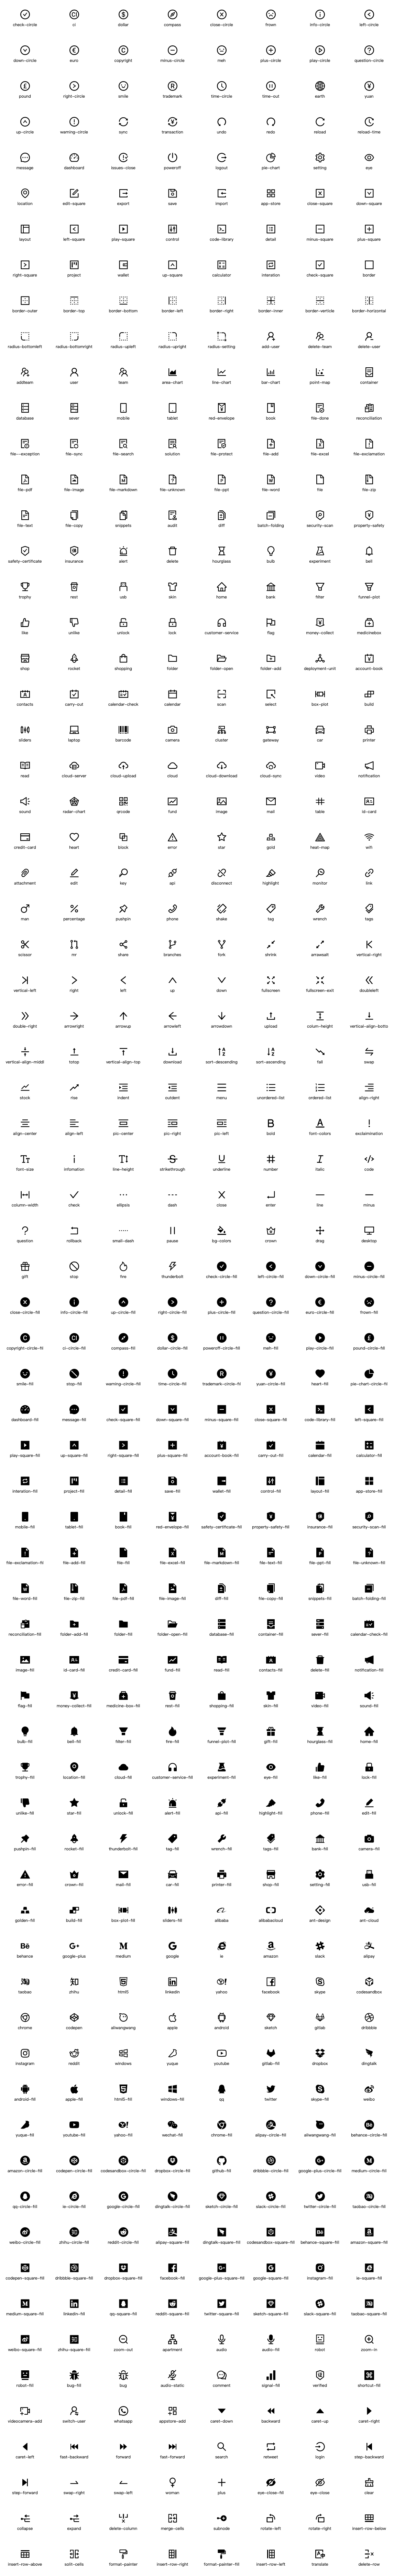 check-circle ci dollar compass close-circle frown info-circle left-circle
down-circle euro copyright minus-circle meh plus-circle play-circle question-circle
pound right-circle smile trademark time-circle time-out earth yuan
up-circle warning-circle sync transaction undo redo reload reload-time
message dashboard issues-close poweroff logout pie-chart setting eye
location edit-square export save import app-store close-square down-square
layout left-square play-square control code-library detail minus-square plus-square
right-square project wallet up-square calculator interation check-square border
border-outer border-top border-bottom border-left border-right border-inner border-verticle border-horizontal
radius-bottomleft radius-bottomright radius-upleft radius-upright radius-setting add-user delete-team delete-user
addteam user team area-chart line-chart bar-chart point-map container
database sever mobile tablet red-envelope book file-done reconciliation
file--exception file-sync file-search solution file-protect file-add file-excel file-exclamation
file-pdf file-image file-markdown file-unknown file-ppt file-word file file-zip
file-text file-copy snippets audit diff batch-folding security-scan property-safety
safety-certificate insurance alert delete hourglass bulb experiment bell
trophy rest usb skin home bank filter funnel-plot
like unlike unlock lock customer-service flag money-collect medicinebox
shop rocket shopping folder folder-open folder-add deployment-unit account-book
contacts carry-out calendar-check calendar scan select box-plot build
sliders laptop barcode camera cluster gateway car printer
read cloud-server cloud-upload cloud cloud-download cloud-sync video notification
sound radar-chart qrcode fund image mail table id-card
credit-card heart block error star gold heat-map wifi
attachment edit key api disconnect highlight monitor link
man percentage pushpin phone shake tag wrench tags
scissor mr share branches fork shrink arrawsalt vertical-right
vertical-left right left up down fullscreen fullscreen-exit doubleleft
double-right arrowright arrowup arrowleft arrowdown upload colum-height vertical-align-botto
vertical-align-middl totop vertical-align-top download sort-descending sort-ascending fall swap
stock rise indent outdent menu unordered-list ordered-list align-right
align-center align-left pic-center pic-right pic-left bold font-colors exclaimination
font-size infomation line-height strikethrough underline number italic code
column-width check ellipsis dash close enter line minus
question rollback small-dash pause bg-colors crown drag desktop
gift stop fire thunderbolt check-circle-fill left-circle-fill down-circle-fill minus-circle-fill
close-circle-fill info-circle-fill up-circle-fill right-circle-fill plus-circle-fill question-circle-fill euro-circle-fill frown-fill
copyright-circle-fil ci-circle-fill compass-fill dollar-circle-fill poweroff-circle-fill meh-fill play-circle-fill pound-circle-fill
smile-fill stop-fill warning-circle-fill time-circle-fill trademark-circle-fil yuan-circle-fill heart-fill pie-chart-circle-fil
dashboard-fill message-fill check-square-fill down-square-fill minus-square-fill close-square-fill code-library-fill left-square-fill
play-square-fill up-square-fill right-square-fill plus-square-fill account-book-fill carry-out-fill calendar-fill calculator-fill
interation-fill project-fill detail-fill save-fill wallet-fill control-fill layout-fill app-store-fill
mobile-fill tablet-fill book-fill red-envelope-fill safety-certificate-f property-safety-fill insurance-fill security-scan-fill
file-exclamation-fil file-add-fill file-fill file-excel-fill file-markdown-fill file-text-fill file-ppt-fill file-unknown-fill
file-word-fill file-zip-fill file-pdf-fill file-image-fill diff-fill file-copy-fill snippets-fill batch-folding-fill
reconciliation-fill folder-add-fill folder-fill folder-open-fill database-fill container-fill sever-fill calendar-check-fill
image-fill id-card-fill credit-card-fill fund-fill read-fill contacts-fill delete-fill notification-fill
flag-fill money-collect-fill medicine-box-fill rest-fill shopping-fill skin-fill video-fill sound-fill
bulb-fill bell-fill filter-fill fire-fill funnel-plot-fill gift-fill hourglass-fill home-fill
trophy-fill location-fill cloud-fill customer-service-fill experiment-fill eye-fill like-fill lock-fill
unlike-fill star-fill unlock-fill alert-fill api-fill highlight-fill phone-fill edit-fill
pushpin-fill rocket-fill thunderbolt-fill tag-fill wrench-fill tags-fill bank-fill camera-fill
error-fill crown-fill mail-fill car-fill printer-fill shop-fill setting-fill usb-fill
golden-fill build-fill box-plot-fill sliders-fill alibaba alibabacloud ant-design ant-cloud
behance google-plus medium google ie amazon slack alipay
taobao zhihu html5 linkedin yahoo facebook skype codesandbox
chrome codepen aliwangwang apple android sketch gitlab dribbble
instagram reddit windows yuque youtube gitlab-fill dropbox dingtalk
android-fill apple-fill html5-fill windows-fill qq twitter skype-fill weibo
yuque-fill youtube-fill yahoo-fill wechat-fill chrome-fill alipay-circle-fill aliwangwang-fill behance-circle-fill
amazon-circle-fill codepen-circle-fill codesandbox-circle-fill dropbox-circle-fill github-fill dribbble-circle-fill google-plus-circle-fill medium-circle-fill
qq-circle-fill ie-circle-fill google-circle-fill dingtalk-circle-fill sketch-circle-fill slack-circle-fill twitter-circle-fill taobao-circle-fill
weibo-circle-fill zhihu-circle-fill reddit-circle-fill alipay-square-fill dingtalk-square-fill codesandbox-square-fill behance-square-fill amazon-square-fill
codepen-square-fill dribbble-square-fill dropbox-square-fill facebook-fill google-plus-square-fill google-square-fill instagram-fill ie-square-fill
medium-square-fill linkedin-fill qq-square-fill reddit-square-fill twitter-square-fill sketch-square-fill slack-square-fill taobao-square-fill
weibo-square-fill zhihu-square-fill zoom-out apartment audio audio-fill robot zoom-in
robot-fill bug-fill bug audio-static comment signal-fill verified shortcut-fill
videocamera-add switch-user whatsapp appstore-add caret-down backward caret-up caret-right
caret-left fast-backward forward fast-forward search retweet login step-backward
step-forward swap-right swap-left woman plus eye-close-fill eye-close clear
collapse expand delete-column merge-cells subnode rotate-left rotate-right insert-row-below
insert-row-above solit-cells format-painter insert-row-right format-painter-fill insert-row-left translate delete-row